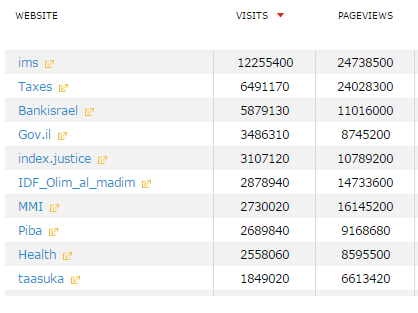 WEBSITE VISITS PAGEVIEWS
ims 12255400 24738500
Taxes 6491170 24028300
Bankisrael 5879130 11016000
Gov.il 3486310 8745200
index.justice 3107120 10789200
IDF_Olim_al_madim 2878940 14733600
MMI 2730020 16145200
Piba 2689840 9168680
Health 2558060 8595500
taasuka 1849020 6613420